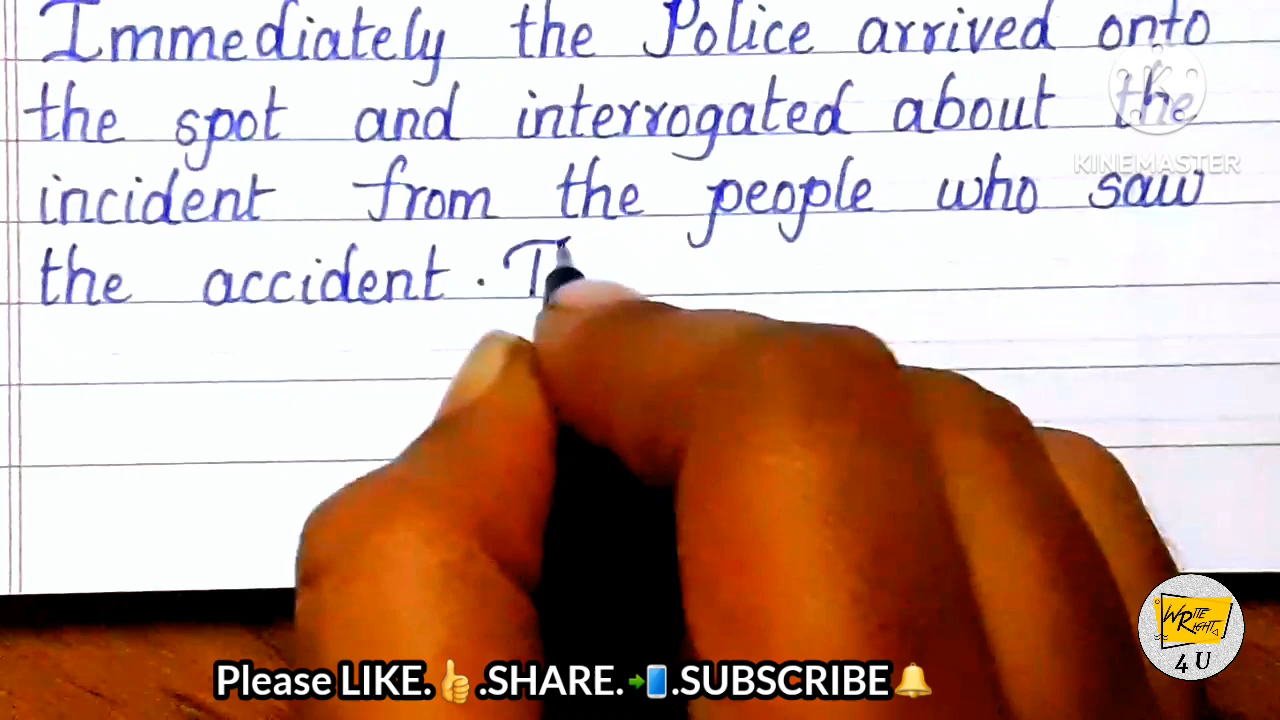 Immediately the Police arrived onto
the spot and interrogated about the
incident from the people who saw
the accident. T
KINEMASTER
WRITE
RIGHT
4 U
Please LIKE.👍.SHARE.📲.SUBSCRIBE🔔